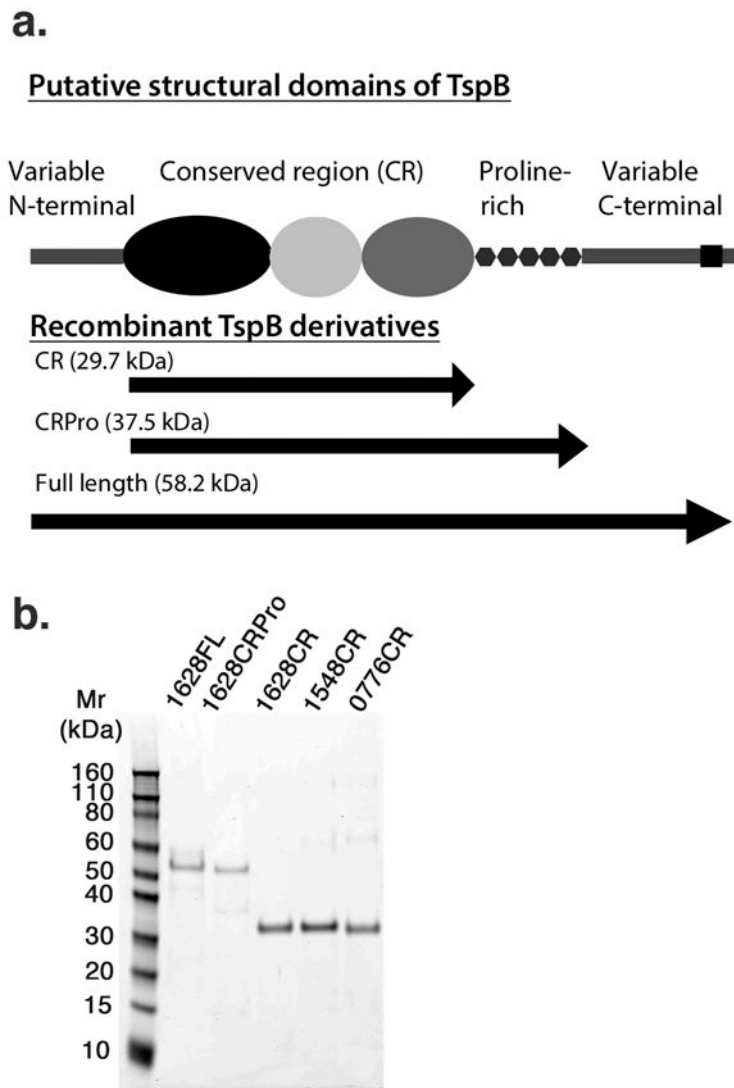 a.
Putative structural domains of TspB
Variable
N-terminal
Conserved region (CR)
Proline-
rich
Variable
C-terminal
Recombinant TspB derivatives
CR (29.7 kDa)
CRPro (37.5 kDa)
Full length (58.2 kDa)
b.
1628FL
1628CRPro
1628CR
1548CR
0776CR
Mr
(kDa)
160
110
80
60
50
40
30
20
15
10